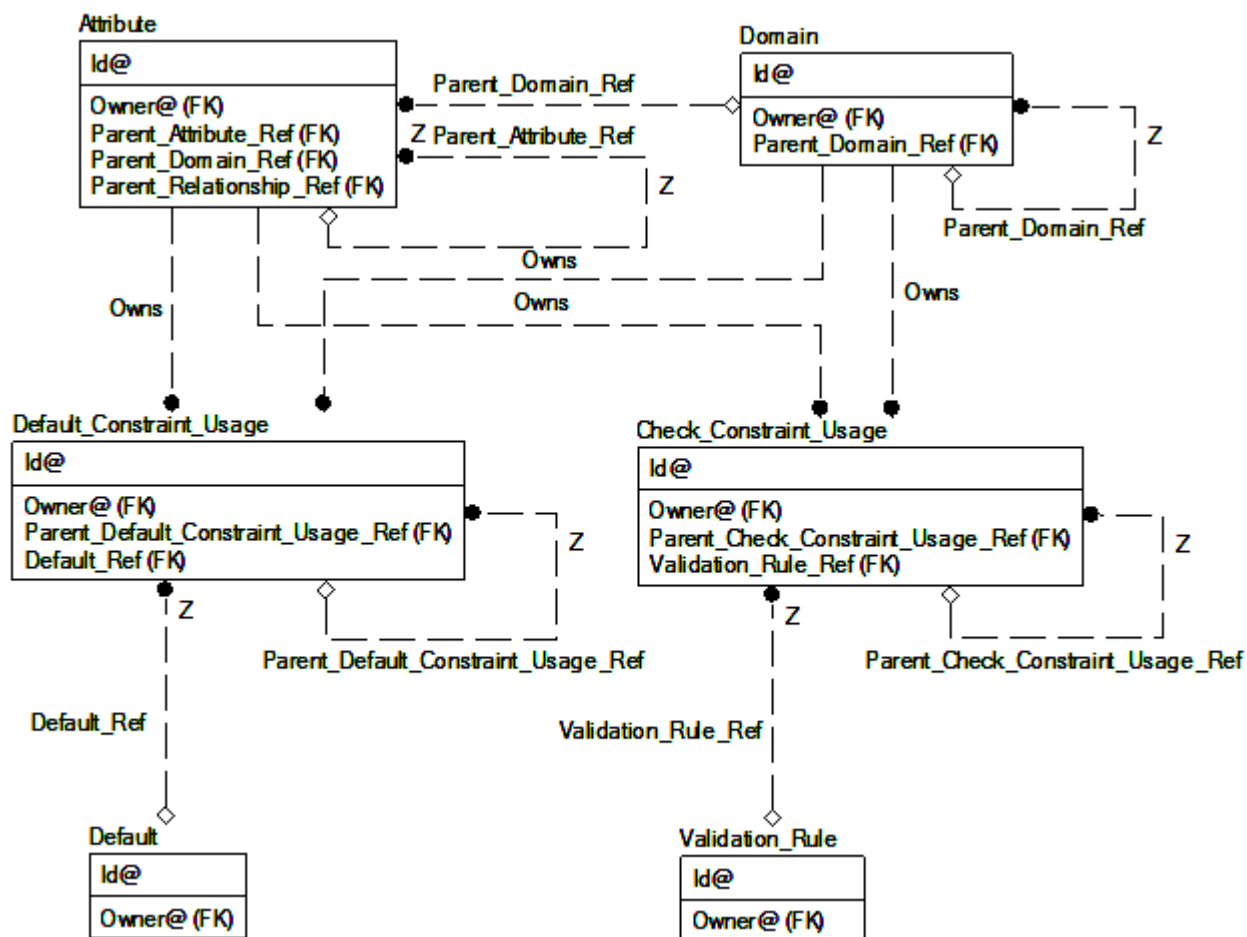 Attribute
Id@
Owner@ (FK)
Parent_Attribute_Ref (FK)
Parent_Domain_Ref (FK)
Parent_Relationship_Ref (FK)
Domain
Id@
Owner@ (FK)
Parent_Domain_Ref (FK)
Parent_Domain_Ref
Z
Parent_Attribute_Ref
Z
Z
Parent_Domain_Ref
Owns
Owns
Owns
Owns
Default_Constraint_Usage
Id@
Owner@ (FK)
Parent_Default_Constraint_Usage_Ref (FK)
Default_Ref (FK)
Z
Z
Parent_Default_Constraint_Usage_Ref
Check_Constraint_Usage
Id@
Owner@ (FK)
Parent_Check_Constraint_Usage_Ref (FK)
Validation_Rule_Ref (FK)
Z
Z
Parent_Check_Constraint_Usage_Ref
Default_Ref
Validation_Rule_Ref
Default
Id@
Owner@ (FK)
Validation_Rule
Id@
Owner@ (FK)